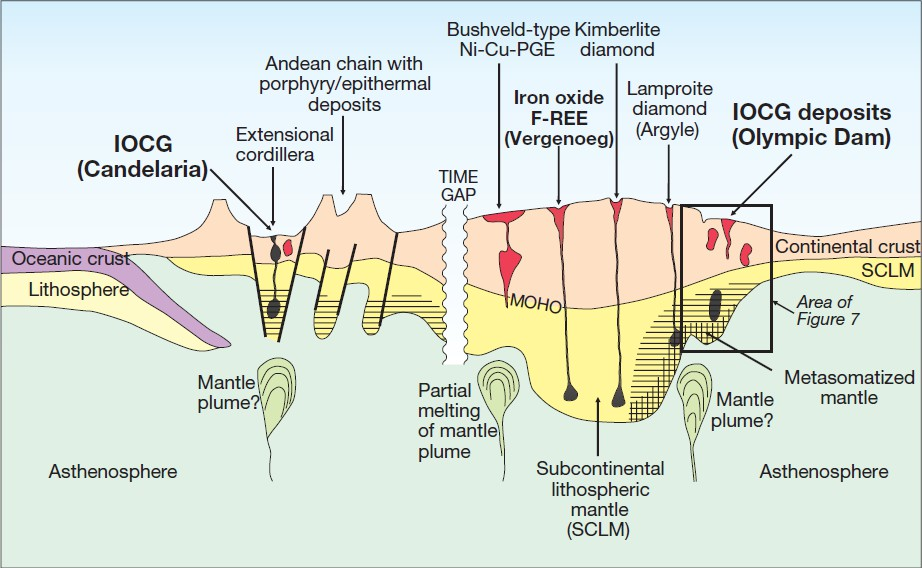 Bushveld-type
Ni-Cu-PGE
Kimberlite
diamond
Andean chain with
porphyry/epithermal
deposits
Iron oxide
F-REE
(Vergenoeg)
Lamproite
diamond
(Argyle)
IOCG deposits
(Olympic Dam)
IOCG
(Candelaria)
Extensional
cordillera
TIME
GAP
Oceanic crust
Continental crust
SCLM
Lithosphere
MOHO
Area of
Figure 7
Mantle
plume?
Partial
melting
of mantle
plume
Mantle
plume?
Metasomatized
mantle
Asthenosphere
Subcontinental
lithospheric
mantle
(SCLM)
Asthenosphere